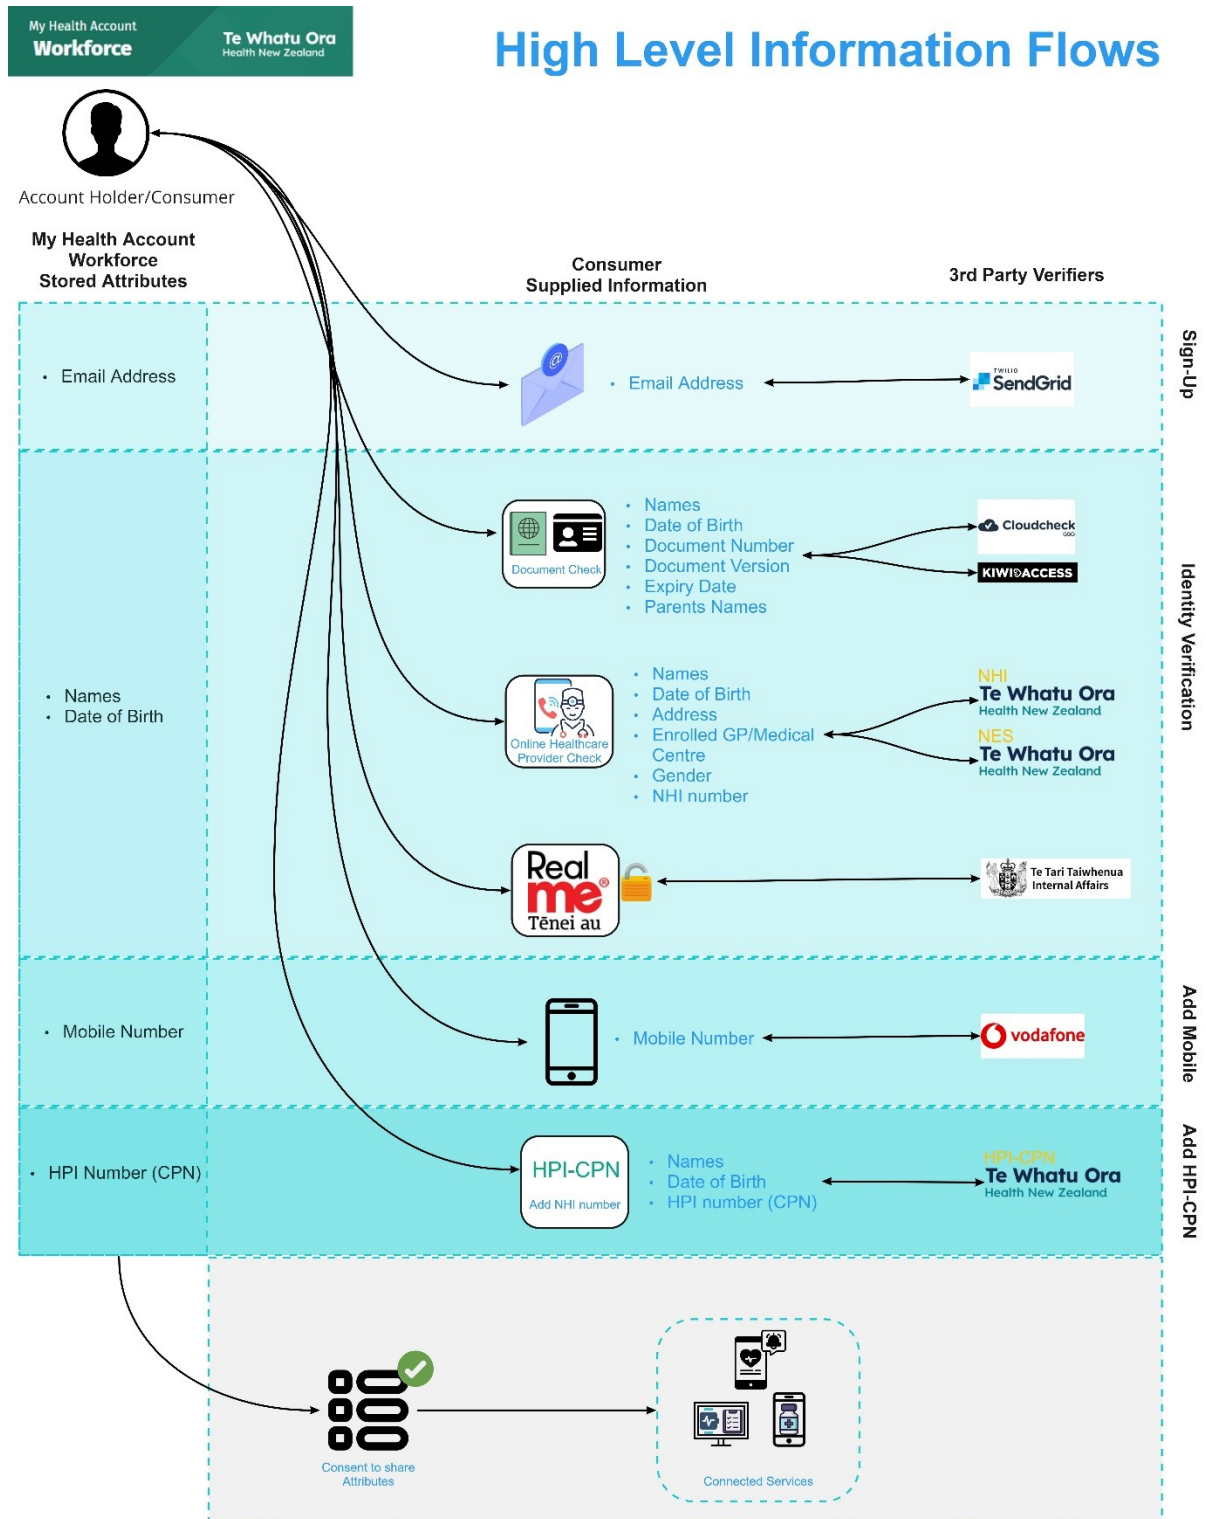 My Health Account
Workforce
Te Whatu Ora
Health New Zealand
High Level Information Flows
Account Holder/Consumer
My Health Account
Workforce
Stored Attributes
Consumer
Supplied Information
3rd Party Verifiers
Sign-Up
• Email Address
@
• Email Address
TWILIO
SendGrid
Identity Verification
• Names
• Date of Birth
Document Check
• Names
• Date of Birth
• Document Number
• Document Version
• Expiry Date
• Parents Names
Cloudcheck
GBG
KIWI ACCESS
Online Healthcare
Provider Check
• Names
• Date of Birth
• Address
• Enrolled GP/Medical
Centre
• Gender
• NHI number
NHI
Te Whatu Ora
Health New Zealand
NES
Te Whatu Ora
Health New Zealand
Real
me®
Tēnei au
Te Tari Taiwhenua
Internal Affairs
Add Mobile
• Mobile Number
• Mobile Number
vodafone
Add HPI-CPN
• HPI Number (CPN)
HPI-CPN
Add NHI number
• Names
• Date of Birth
• HPI number (CPN)
HPI-CPN
Te Whatu Ora
Health New Zealand
Consent to share
Attributes
Connected Services